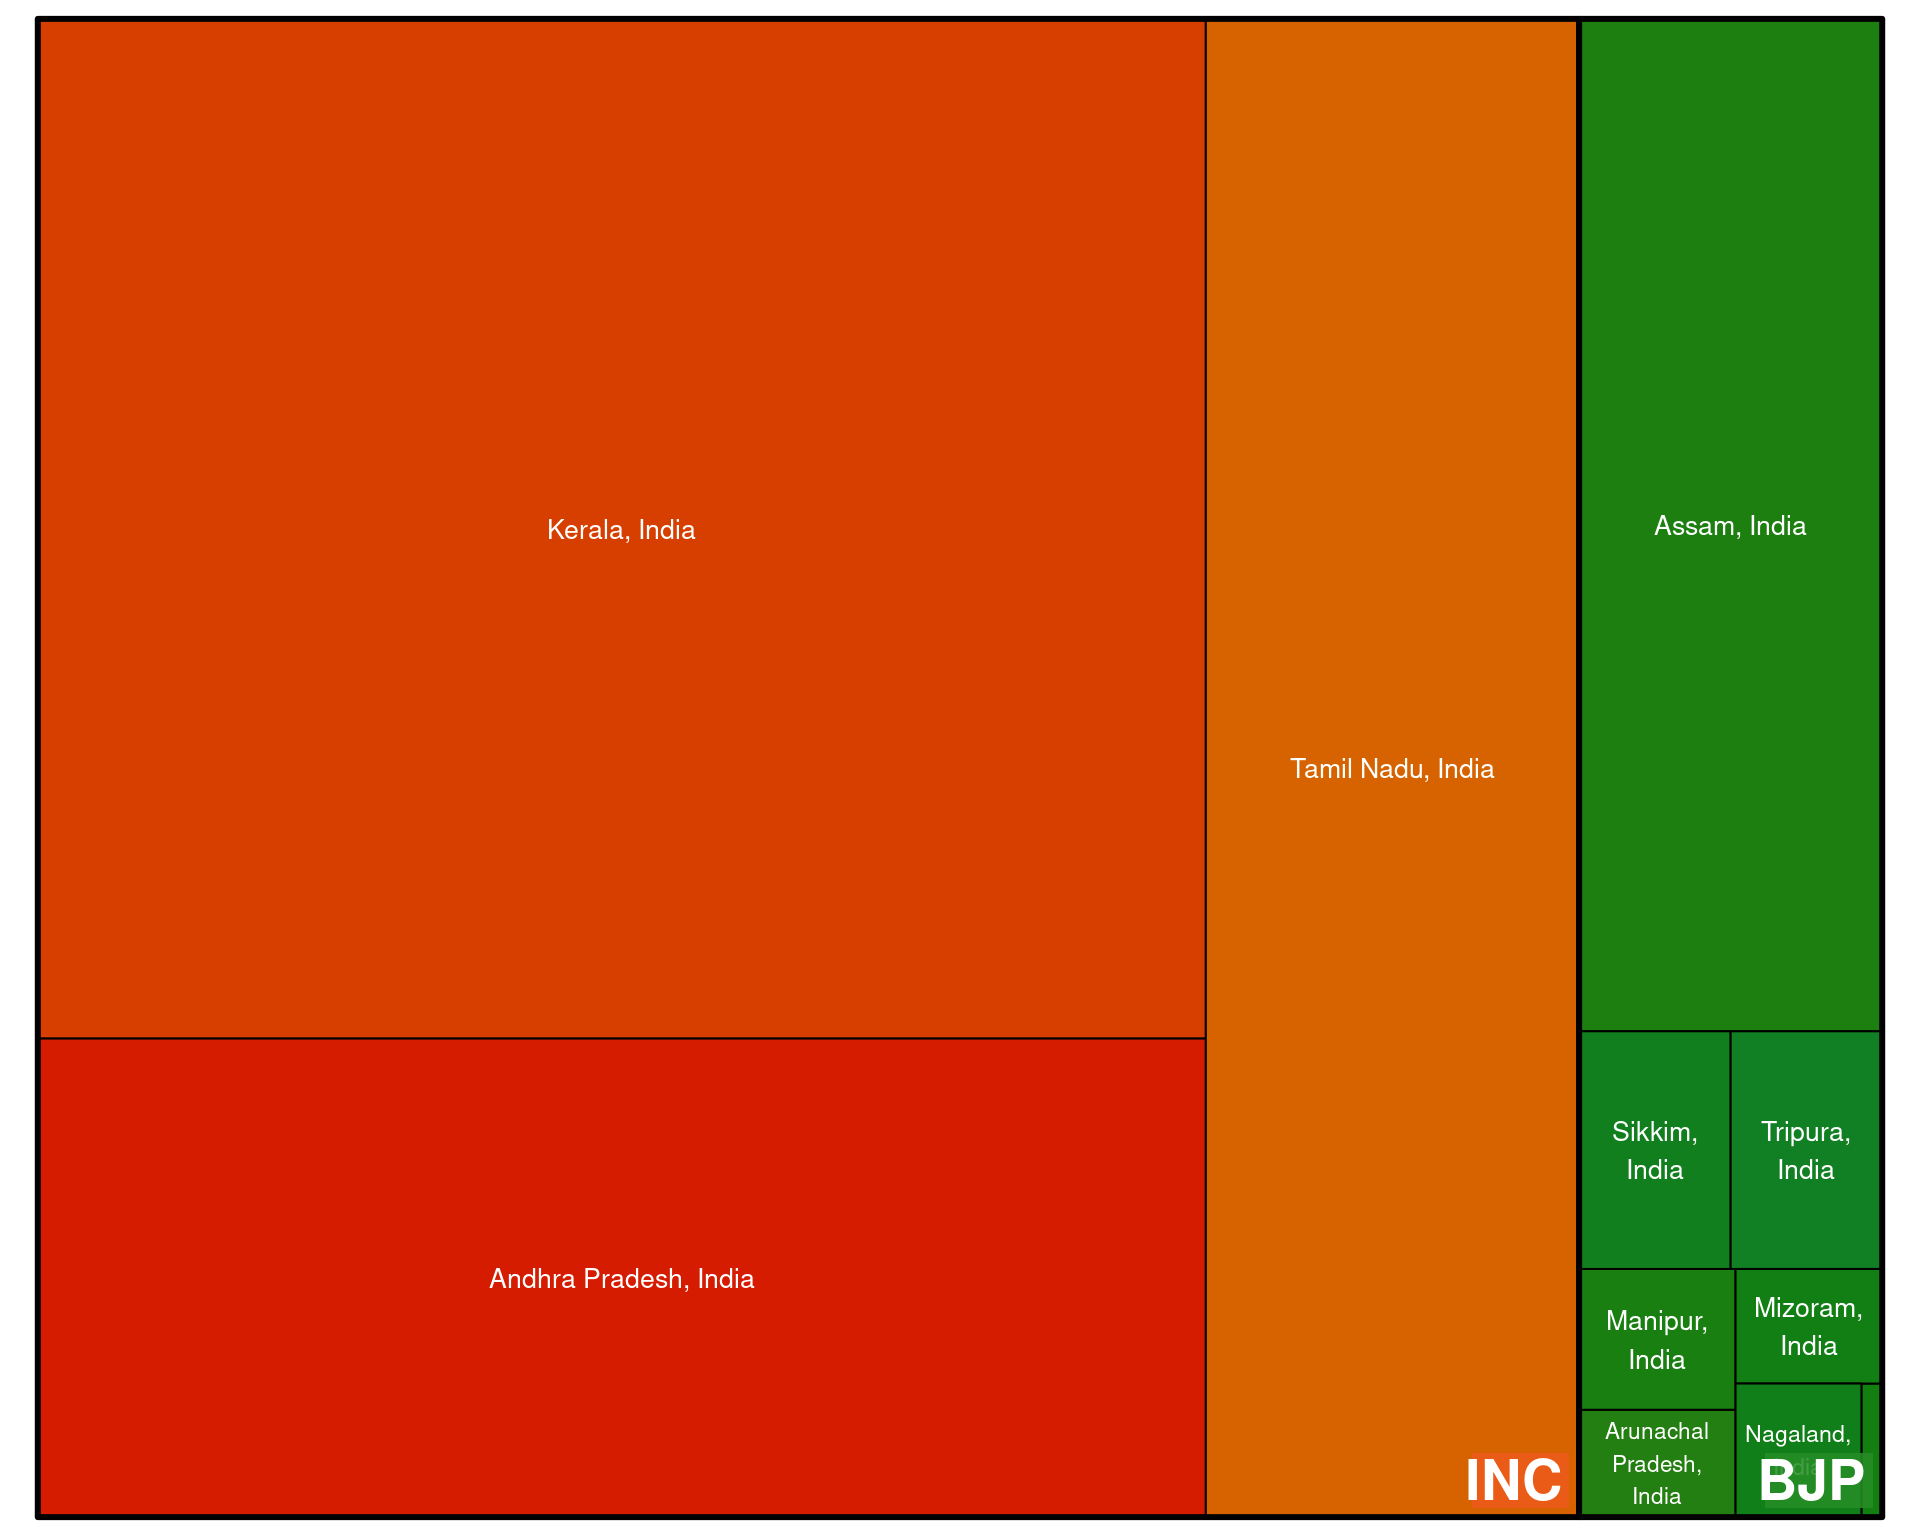 Kerala, India
Andhra Pradesh, India
Tamil Nadu, India
INC
Assam, India
Sikkim,
India
Tripura,
India
Manipur,
India
Mizoram,
India
Arunachal
Pradesh,
India
Nagaland,
India
BJP